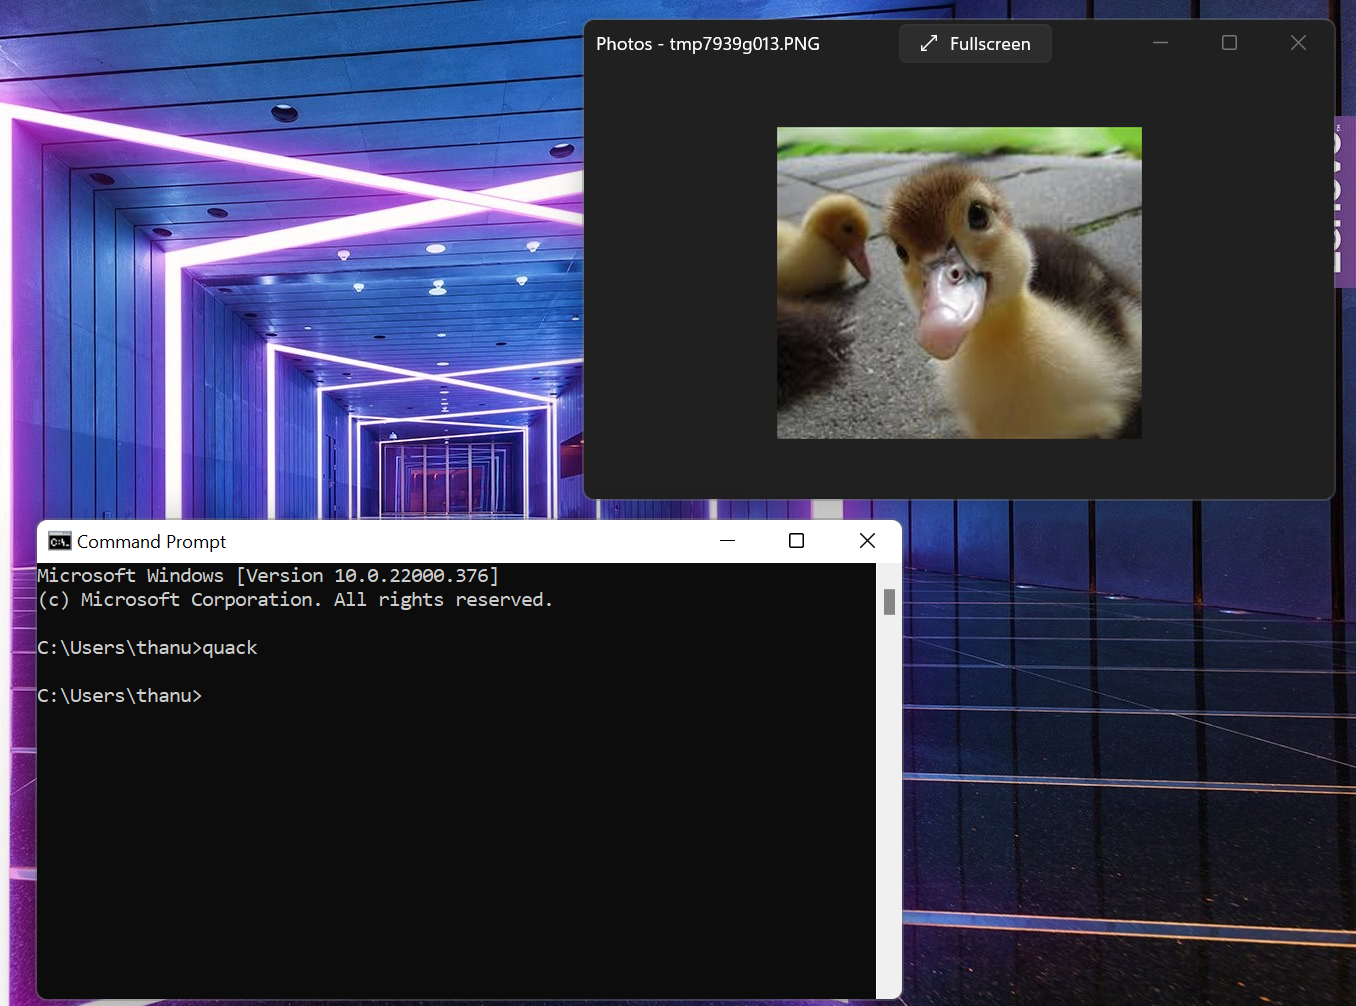 Photos - tmp7939g013.PNG
Fullscreen
Lenovo™
Command Prompt
Microsoft Windows [Version 10.0.22000.376]
(c) Microsoft Corporation. All rights reserved.
C:\Users\thanu>quack
C:\Users\thanu>